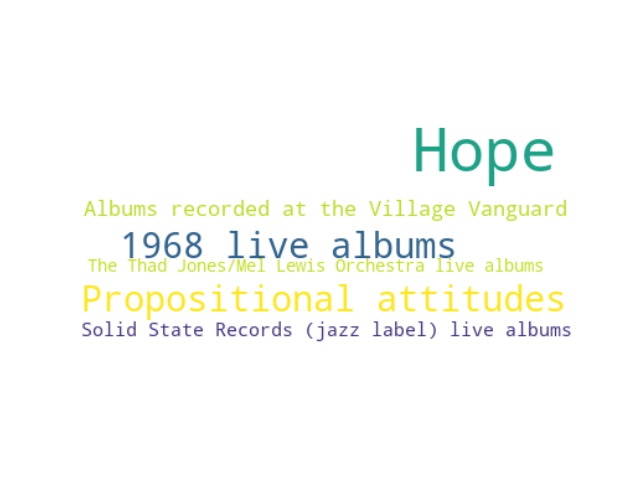 Hope
Albums recorded at the Village Vanguard
1968 live albums
The Thad Jones/Mel Lewis Orchestra live albums
Propositional attitudes
Solid State Records (jazz label) live albums